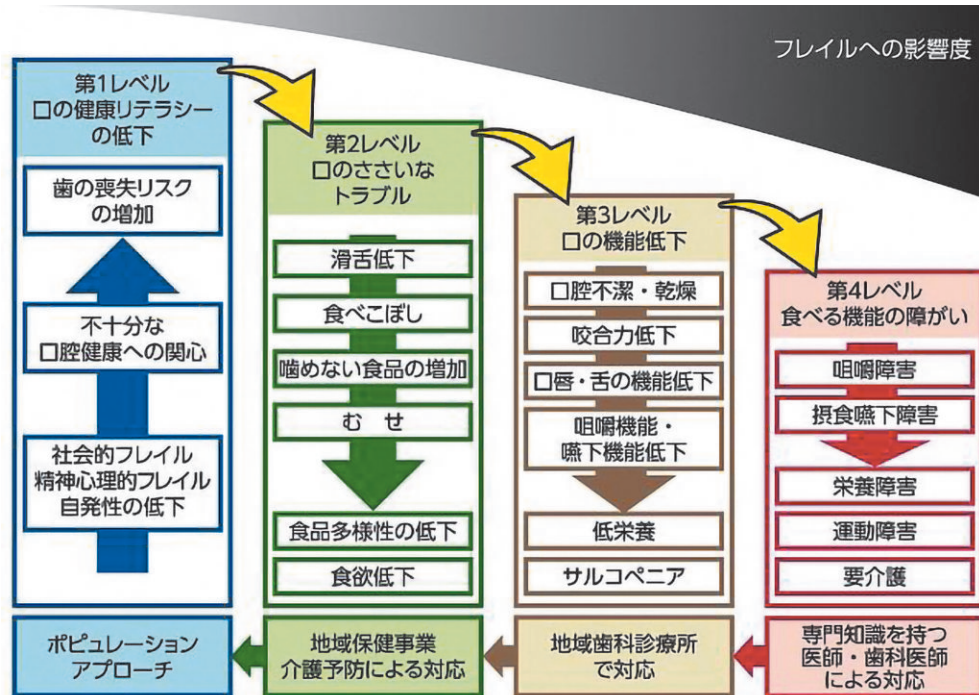 フレイルへの影響度
第1レベル
口の健康リテラシー
の低下
歯の喪失リスク
の増加
不十分な
口腔健康への関心
社会的フレイル
精神心理的フレイル
自発性の低下
ポピュレーション
アプローチ
第2レベル
口のささいな
トラブル
滑舌低下
食べこぼし
噛めない食品の増加
むせ
食品多様性の低下
食欲低下
地域保健事業
介護予防による対応
第3レベル
口の機能低下
口腔不潔・乾燥
咬合力低下
口唇・舌の機能低下
咀嚼機能・
嚥下機能低下
低栄養
サルコペニア
地域歯科診療所
で対応
第4レベル
食べる機能の障がい
咀嚼障害
摂食嚥下障害
栄養障害
運動障害
要介護
専門知識を持つ
医師・歯科医師
による対応